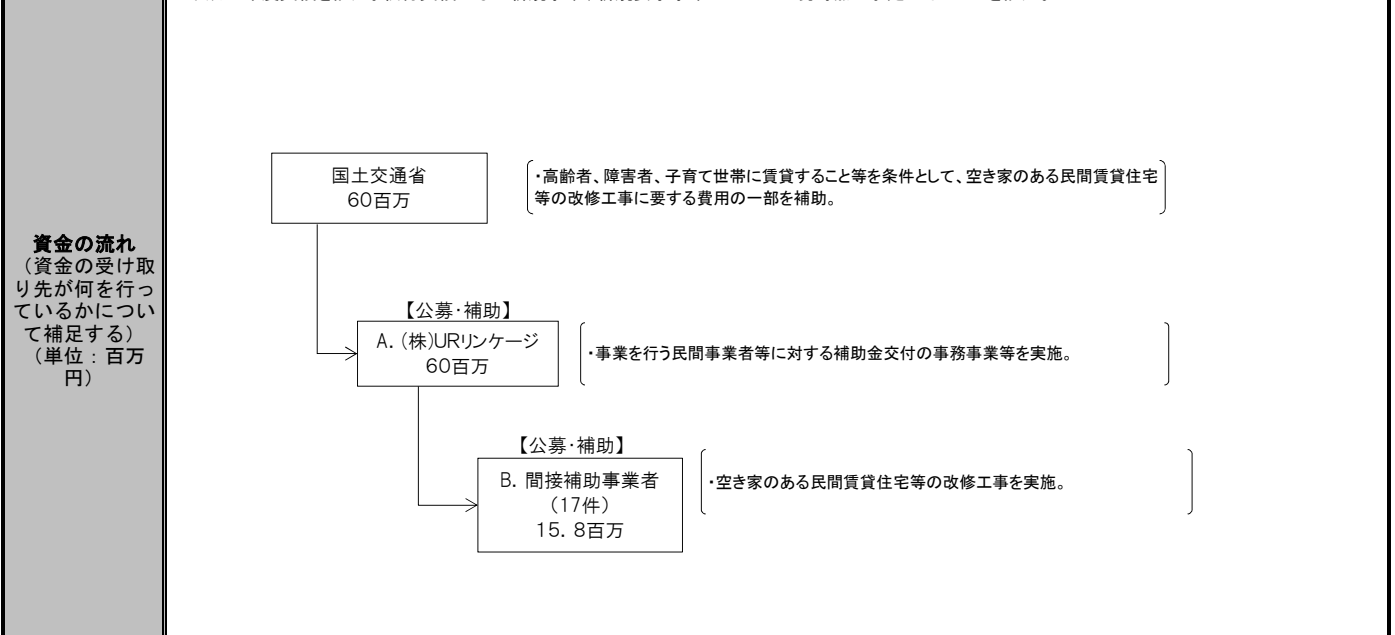 資金の流れ
（資金の受け取
り先が何を行っ
ているかについ
て補足する）
（単位：百万
円）
国土交通省
60百万
・高齢者、障害者、子育て世帯に賃貸すること等を条件として、空き家のある民間賃貸住宅
等の改修工事に要する費用の一部を補助。
【公募・補助】
A．（株）URリンケージ
60百万
・事業を行う民間事業者等に対する補助金交付の事務事業等を実施。
【公募・補助】
B．間接補助事業者
（17件）
15．8百万
・空き家のある民間賃貸住宅等の改修工事を実施。